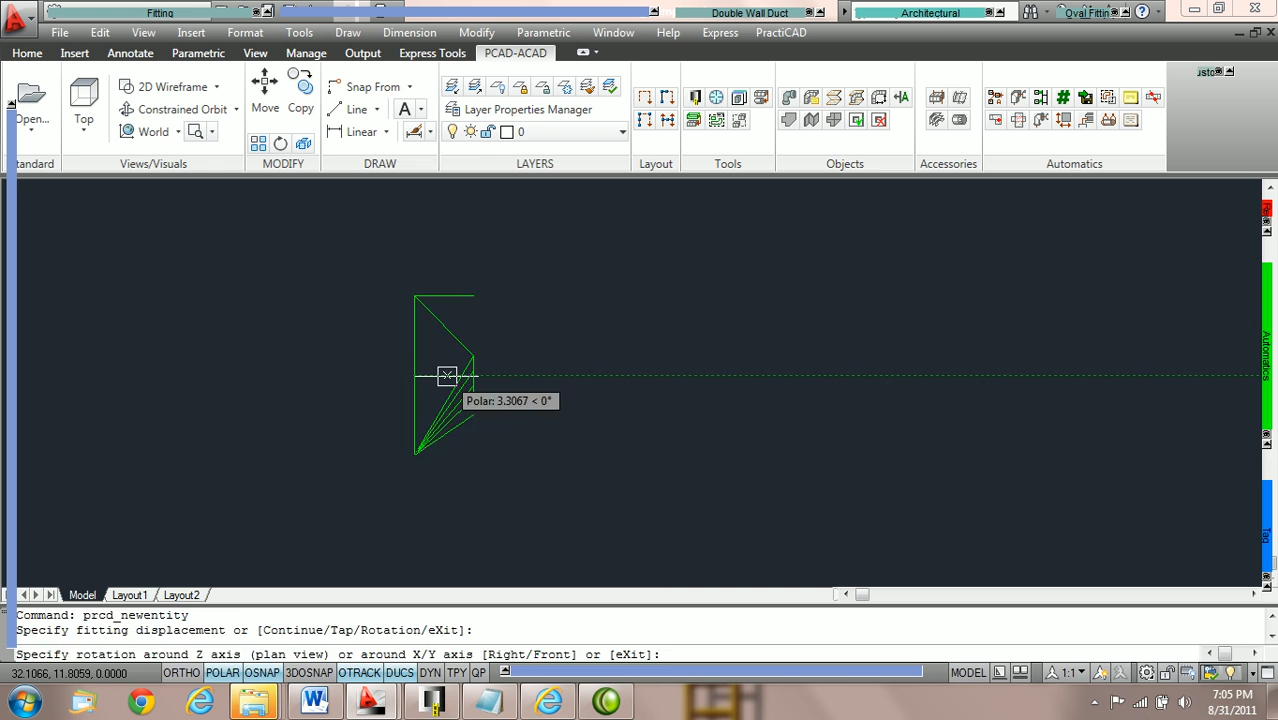 Fitting
Double Wall Duct
Architectural
Oval Fittin
File Edit View Insert Format Tools Draw Dimension Modify Parametric Window Help Express PractiCAD
Home Insert Annotate Parametric View Manage Output Express Tools PCAD-ACAD
2D Wireframe
Snap From
Constrained Orbit
Line
A
Layer Properties Manager
Open...
Top
World
Move
Copy
Linear
0
Standard
Views/Visuals
MODIFY
DRAW
LAYERS
Layout
Tools
Objects
Accessories
Automatics
usto
Re
Automatics
Tag
Polar: 3.3067 < 0°
Model Layout1 Layout2
Command: prcd_newentity
Specify fitting displacement or [Continue/Tap/Rotation/eXit]:
Specify rotation around Z axis (plan view) or around X/Y axis [Right/Front] or [eXit]:
32.1066, 11.8059, 0.0000 ORTHO POLAR OSNAP 3DOSNAP OTRACK DUCS DYN TPY QP MODEL 1:1
7:05 PM
8/31/2011